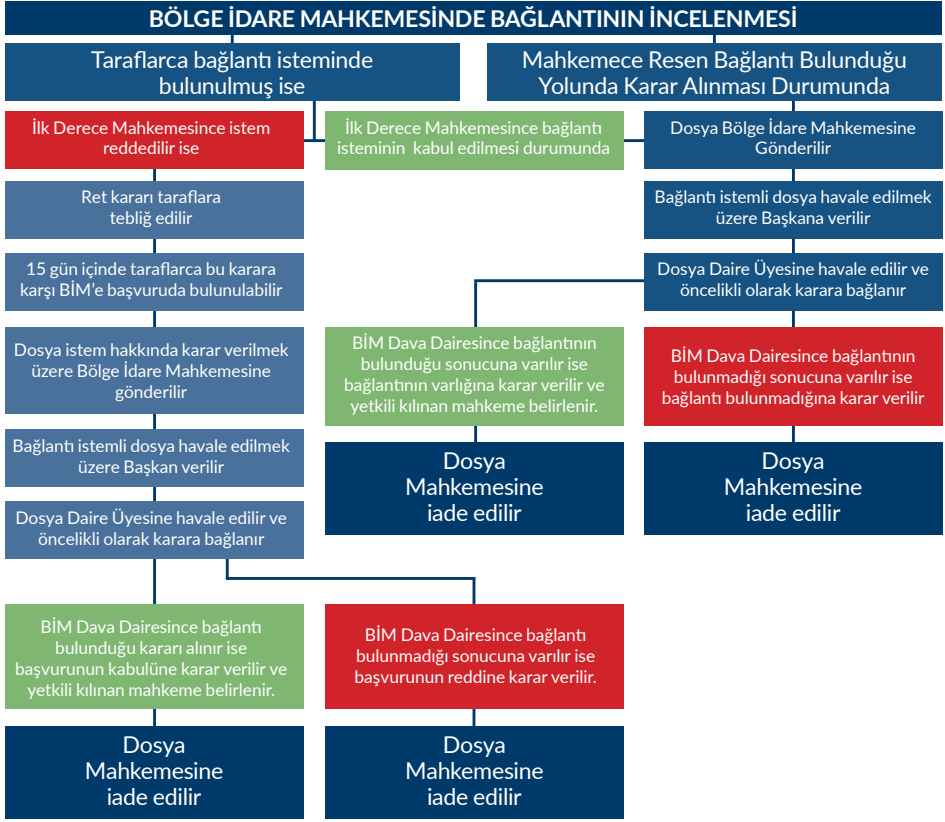 BÖLGE İDARE MAHKEMESİNDE BAĞLANTININ İNCELENMESİ
Taraflarca bağlantı isteminde
bulunulmuş ise
Mahkemece Resen Bağlantı Bulunduğu
Yolunda Karar Alınması Durumunda
İlk Derece Mahkemesince istem
reddedilir ise
İlk Derece Mahkemesince bağlantı
isteminin kabul edilmesi durumunda
Dosya Bölge İdare Mahkemesine
Gönderilir
Ret kararı taraflara
tebliğ edilir
Bağlantı istemli dosya havale edilmek
üzere Başkana verilir
15 gün içinde taraflarca bu karara
karşı BİM’e başvuruda bulunulabilir
Dosya Daire Üyesine havale edilir ve
öncelikli olarak karara bağlanır
Dosya istem hakkında karar verilmek
üzere Bölge İdare Mahkemesine
gönderilir
BİM Dava Dairesince bağlantının
bulunduğu sonucuna varılır ise
bağlantının varlığına karar verilir ve
yetkili kılınan mahkeme belirlenir.
BİM Dava Dairesince bağlantının
bulunmadığı sonucuna varılır ise
bağlantı bulunmadığına karar verilir
Bağlantı istemli dosya havale edilmek
üzere Başkan verilir
Dosya
Mahkemesine
iade edilir
Dosya
Mahkemesine
iade edilir
Dosya Daire Üyesine havale edilir ve
öncelikli olarak karara bağlanır
BİM Dava Dairesince bağlantı
bulunduğu kararı alınır ise
başvurunun kabulüne karar verilir ve
yetkili kılınan mahkeme belirlenir.
BİM Dava Dairesince bağlantı
bulunmadığı sonucuna varılır ise
başvurunun reddine karar verilir.
Dosya
Mahkemesine
iade edilir
Dosya
Mahkemesine
iade edilir